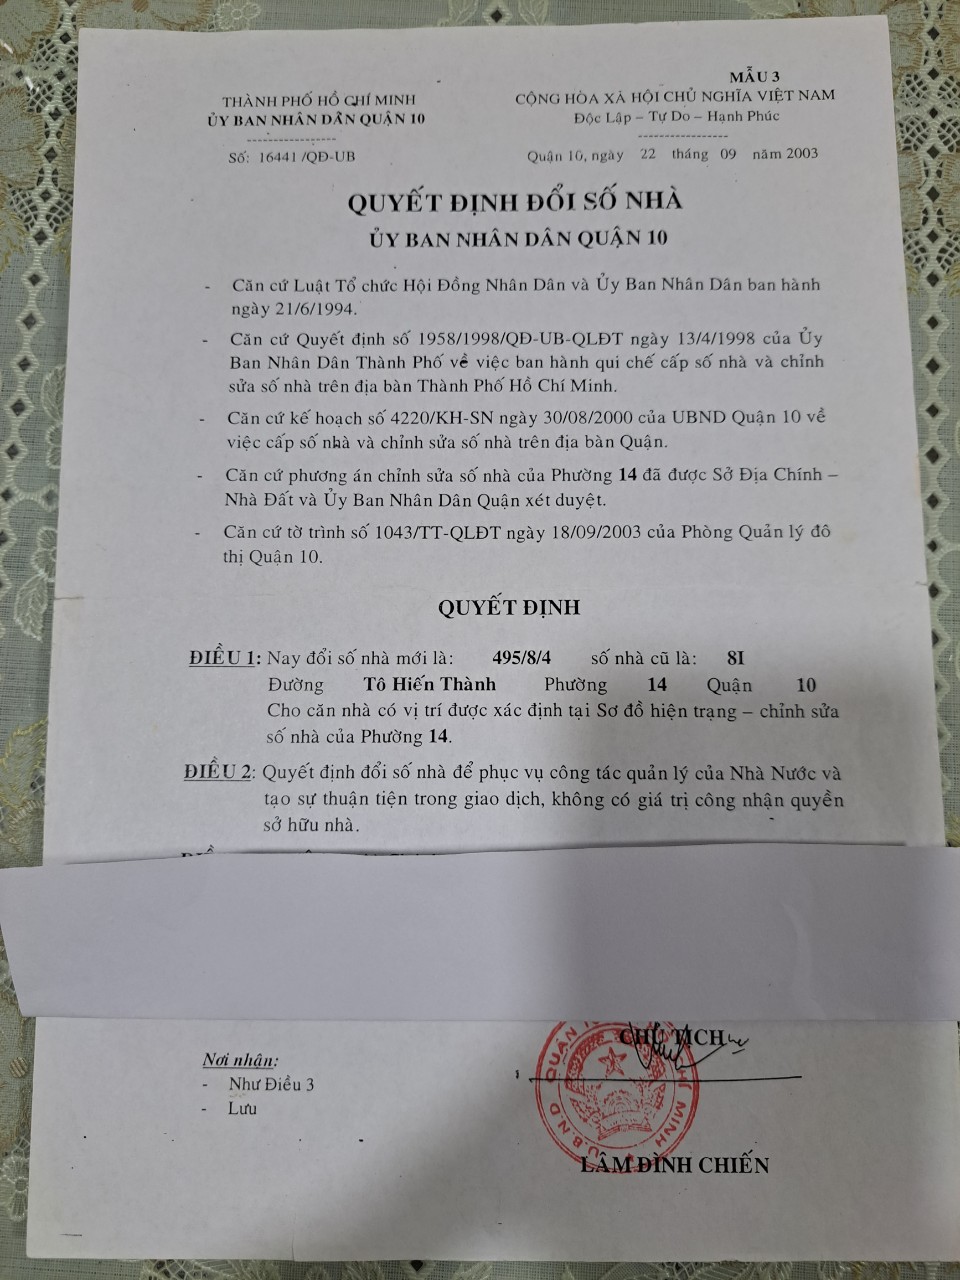 MẪU 3
THÀNH PHỐ HỒ CHÍ MINH
ỦY BAN NHÂN DÂN QUẬN 10
Số: 16441 /QĐ-UB
CỘNG HÒA XÃ HỘI CHỦ NGHĨA VIỆT NAM
Độc Lập – Tự Do – Hạnh Phúc
Quận 10, ngày 22 tháng 09 năm 2003
QUYẾT ĐỊNH ĐỔI SỐ NHÀ
ỦY BAN NHÂN DÂN QUẬN 10
- Căn cứ Luật Tổ chức Hội Đồng Nhân Dân và Ủy Ban Nhân Dân ban hành
ngày 21/6/1994.
- Căn cứ Quyết định số 1958/1998/QĐ-UB-QLĐT ngày 13/4/1998 của Ủy
Ban Nhân Dân Thành Phố về việc ban hành qui chế cấp số nhà và chỉnh
sửa số nhà trên địa bàn Thành Phố Hồ Chí Minh.
- Căn cứ kế hoạch số 4220/KH-SN ngày 30/08/2000 của UBND Quận 10 về
việc cấp số nhà và chỉnh sửa số nhà trên địa bàn Quận.
- Căn cứ phương án chỉnh sửa số nhà của Phường 14 đã được Sở Địa Chính –
Nhà Đất và Ủy Ban Nhân Dân Quận xét duyệt.
- Căn cứ tờ trình số 1043/TT-QLĐT ngày 18/09/2003 của Phòng Quản lý đô
thị Quận 10.
QUYẾT ĐỊNH
ĐIỀU 1: Nay đổi số nhà mới là: 495/8/4 số nhà cũ là: 8I
Đường Tô Hiến Thành Phường 14 Quận 10
Cho căn nhà có vị trí được xác định tại Sơ đồ hiện trạng – chỉnh sửa
số nhà của Phường 14.
ĐIỀU 2: Quyết định đổi số nhà để phục vụ công tác quản lý của Nhà Nước và
tạo sự thuận tiện trong giao dịch, không có giá trị công nhận quyền
sở hữu nhà.
CHỦ TỊCH
Nơi nhận:
- Như Điều 3
- Lưu
U.B.N.D QUẬN
MINH
LÂM ĐÌNH CHIẾN